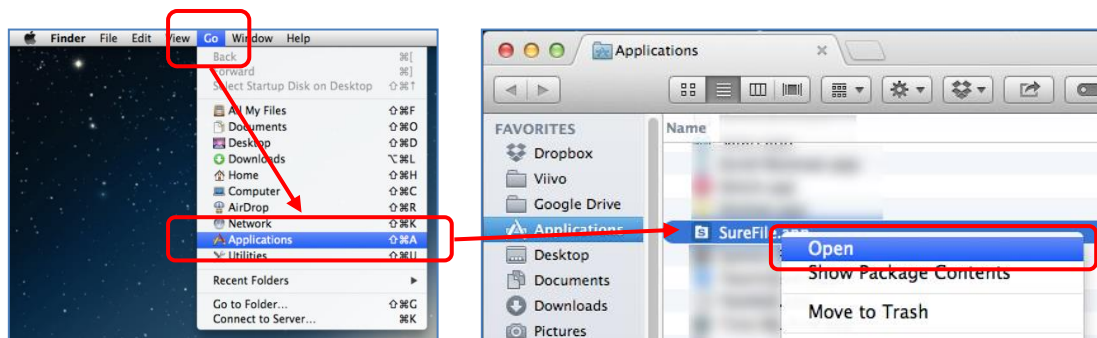 Finder File Edit View Go Window Help
Back ⌘[
Forward ⌘]
Select Startup Disk on Desktop ⇧⌘↑
All My Files ⇧⌘F
Documents ⇧⌘O
Desktop ⇧⌘D
Downloads ⌥⌘L
Home ⇧⌘H
Computer ⇧⌘C
AirDrop ⇧⌘R
Network ⇧⌘K
Applications ⇧⌘A
Utilities ⇧⌘U
Recent Folders ▶
Go to Folder... ⇧⌘G
Connect to Server... ⌘K
Applications
FAVORITES
Dropbox
Viivo
Google Drive
Applications
Desktop
Documents
Downloads
Pictures
Name
SureFile.app
Open
Show Package Contents
Move to Trash